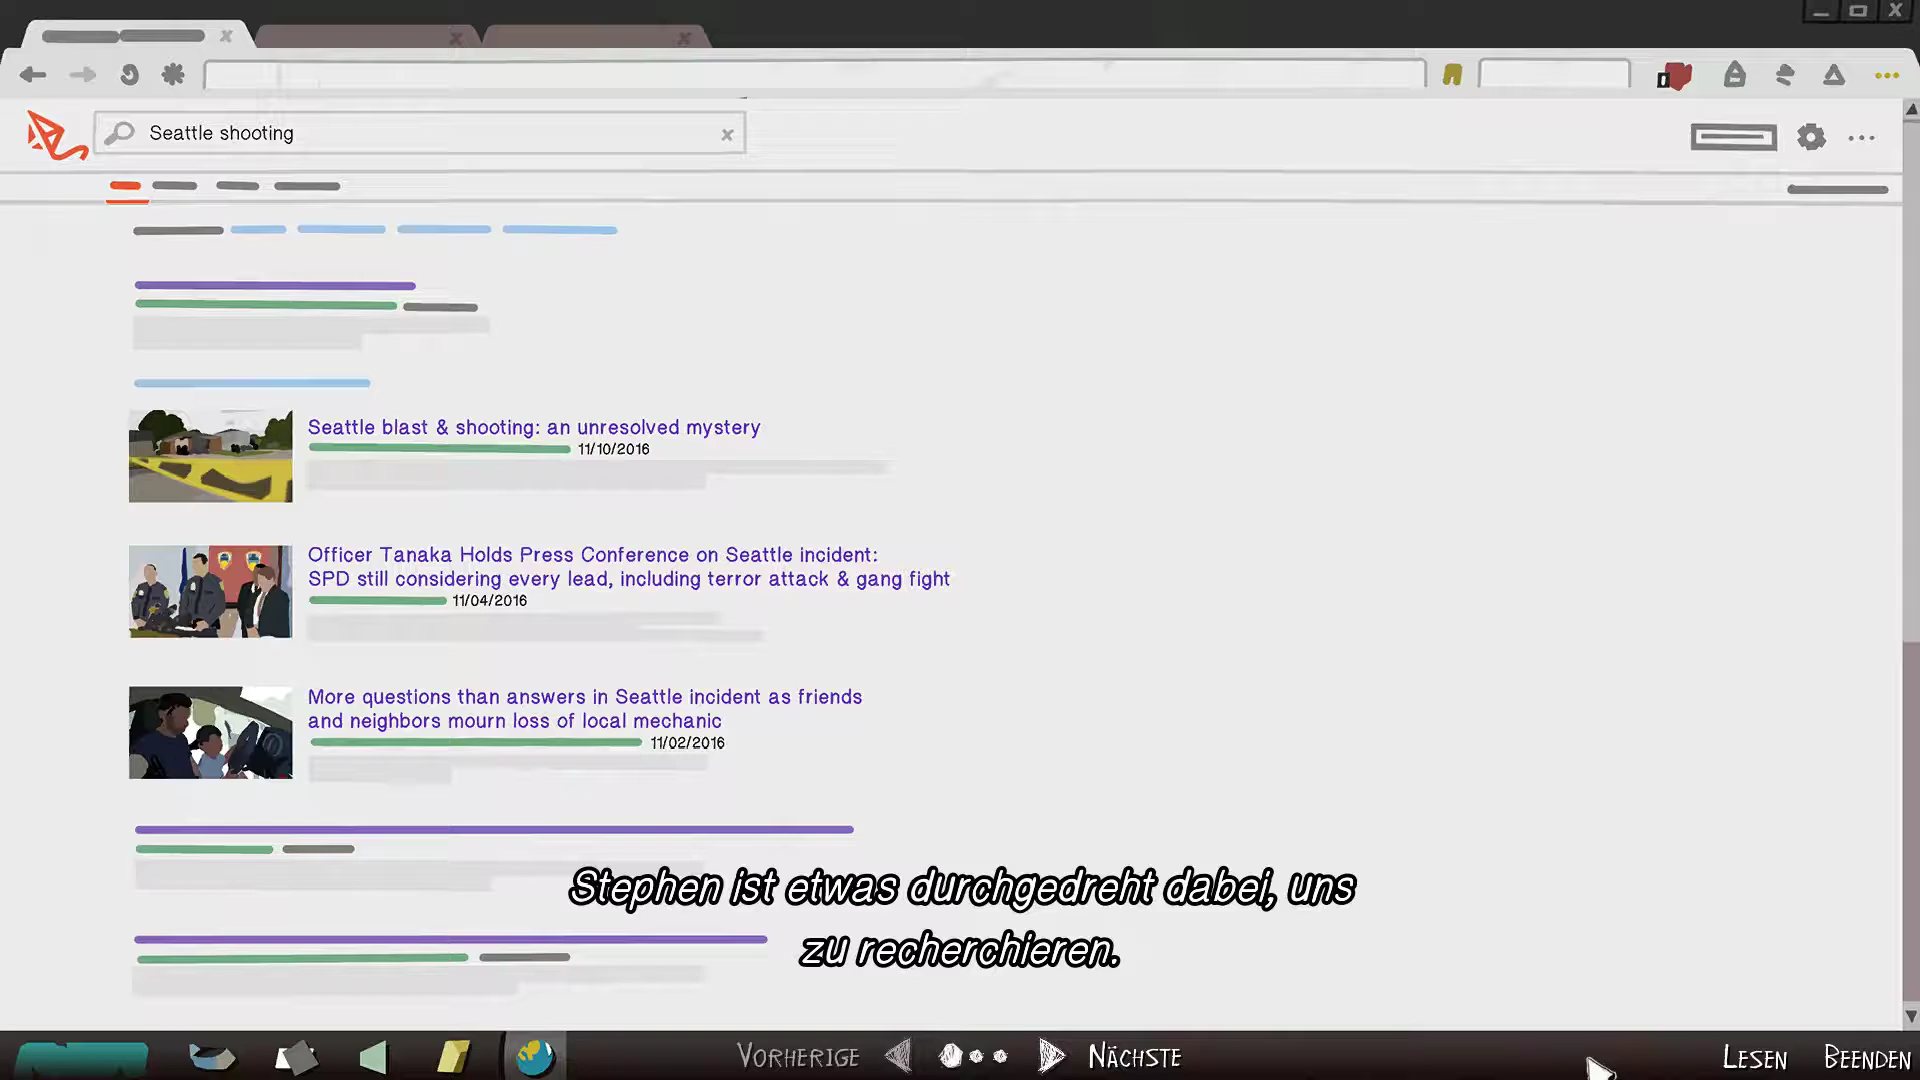 Seattle shooting
Seattle blast & shooting: an unresolved mystery
11/10/2016
Officer Tanaka Holds Press Conference on Seattle incident:
SPD still considering every lead, including terror attack & gang fight
11/04/2016
More questions than answers in Seattle incident as friends
and neighbors mourn loss of local mechanic
11/02/2016
Stephen ist etwas durchgedreht dabei, uns
zu recherchieren.
VORHERIGE
NÄCHSTE
LESEN
BEENDEN